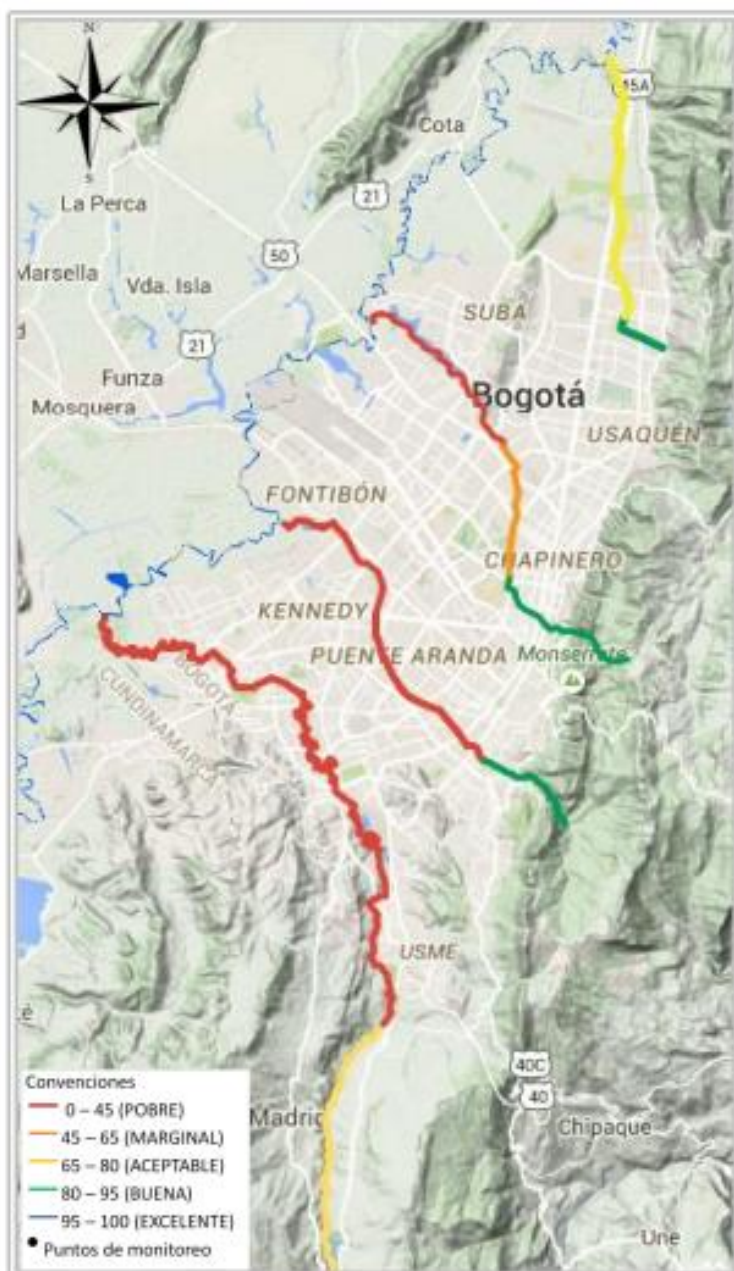 N
45A
Cota
21
La Perca
50
Marsella
Vda. Isla
SUBA
21
Funza
Bogotá
Mosquera
USAQUÉN
FONTIBÓN
CHAPINERO
KENNEDY
PUENTE ARANDA
Monserrate
BOGOTÁ
CUNDINAMARCA
USME
Convenciones
0 – 45 (POBRE)
45 – 65 (MARGINAL)
65 – 80 (ACEPTABLE)
80 – 95 (BUENA)
95 – 100 (EXCELENTE)
Puntos de monitoreo
Madrid
40C
40
Chipaque
Une